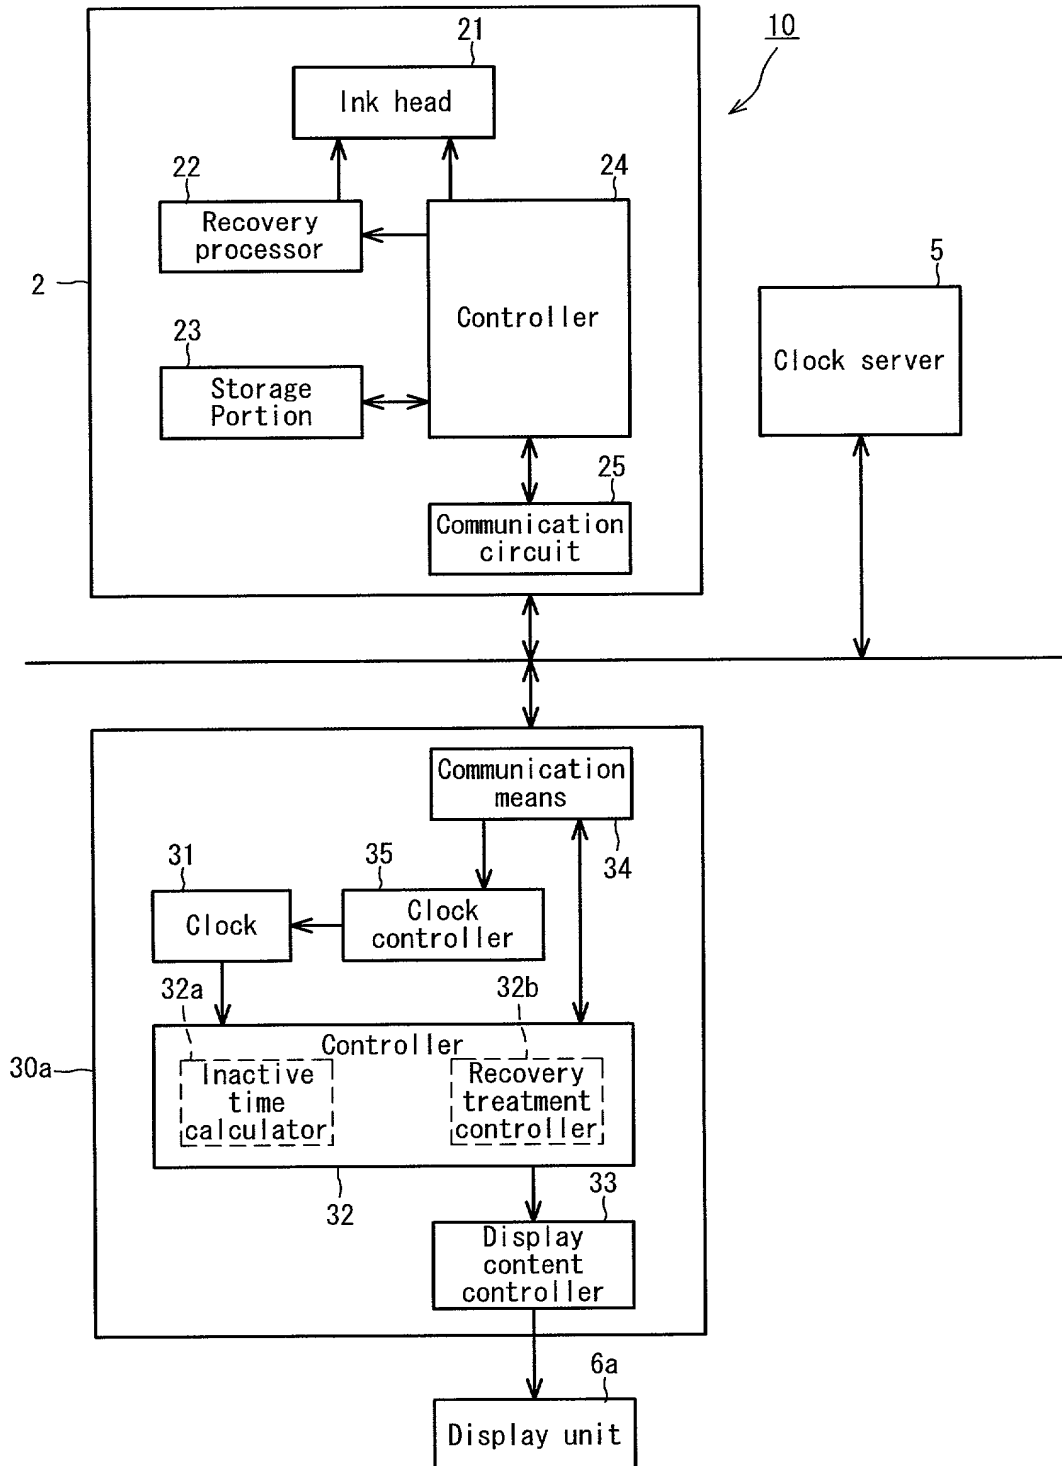 10
21
Ink head
22
Recovery
processor
24
Controller
2
23
Storage
Portion
5
Clock server
25
Communication
circuit
Communication
means
34
31
Clock
35
Clock
controller
32a
32b
Controller
30a
Inactive
time
calculator
Recovery
treatment
controller
32
33
Display
content
controller
6a
Display unit